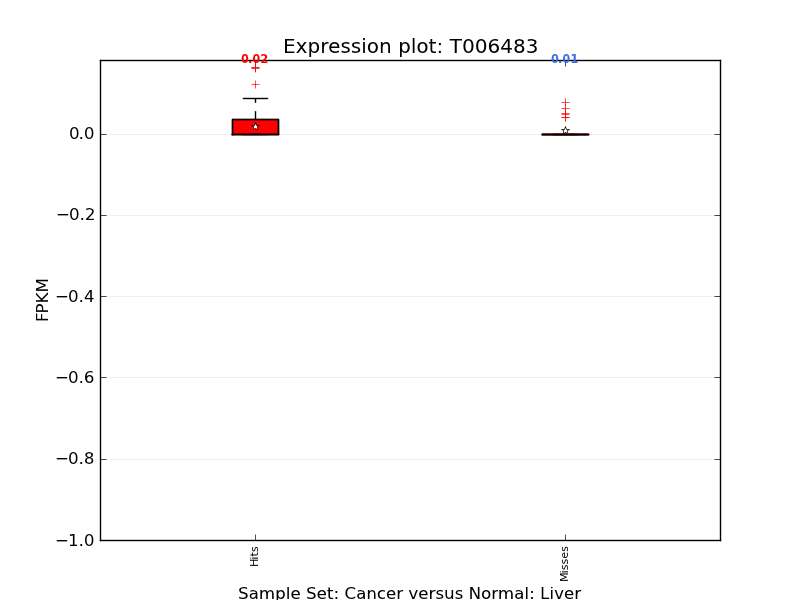 Expression plot: T006483
0.02
0.01
0.0
−0.2
−0.4
−0.6
−0.8
−1.0
FPKM
Hits
Misses
Sample Set: Cancer versus Normal: Liver